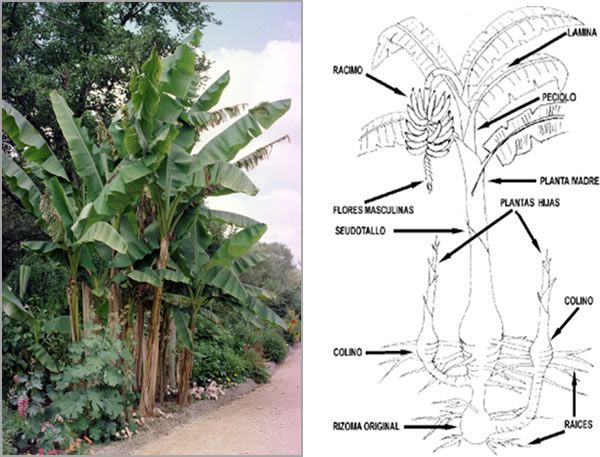 LAMINA
RACIMO
PECIOLO
PLANTA MADRE
FLORES MASCULINAS
PLANTAS HIJAS
SEUDOTALLO
COLINO
COLINO
RIZOMA ORIGINAL
RAICES